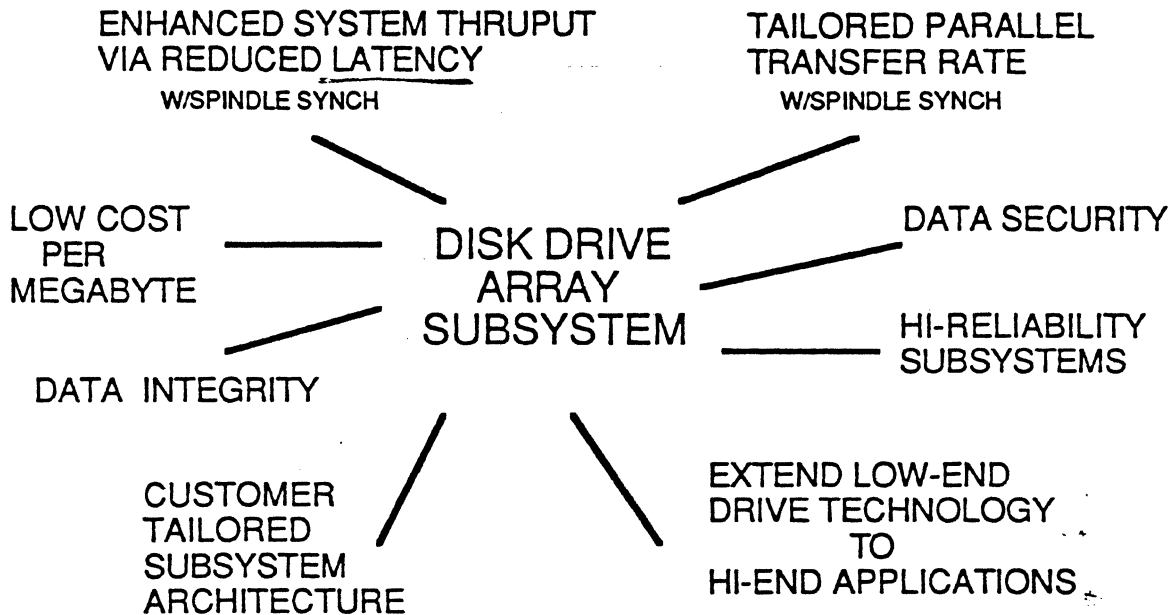 ENHANCED SYSTEM THRUPUT
VIA REDUCED LATENCY
W/SPINDLE SYNCH
TAILORED PARALLEL
TRANSFER RATE
W/SPINDLE SYNCH
LOW COST
PER
MEGABYTE
DISK DRIVE
ARRAY
SUBSYSTEM
DATA SECURITY
HI-RELIABILITY
SUBSYSTEMS
DATA INTEGRITY
CUSTOMER
TAILORED
SUBSYSTEM
ARCHITECTURE
EXTEND LOW-END
DRIVE TECHNOLOGY
TO
HI-END APPLICATIONS